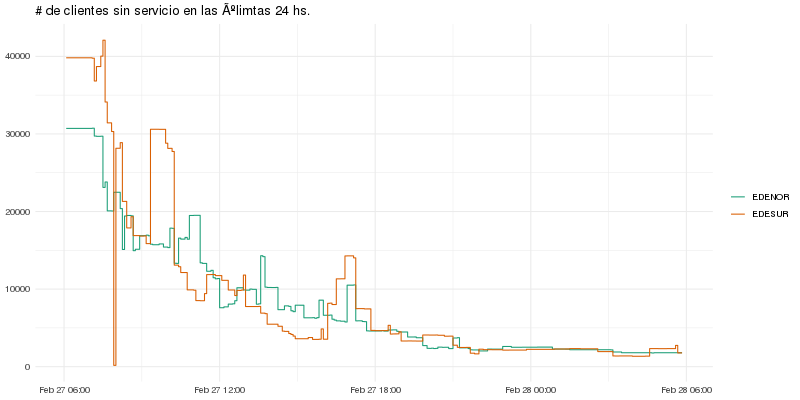 # de clientes sin servicio en las Ãºlimtas 24 hs.
40000
30000
20000
10000
0
Feb 27 06:00
Feb 27 12:00
Feb 27 18:00
Feb 28 00:00
Feb 28 06:00
EDENOR
EDESUR